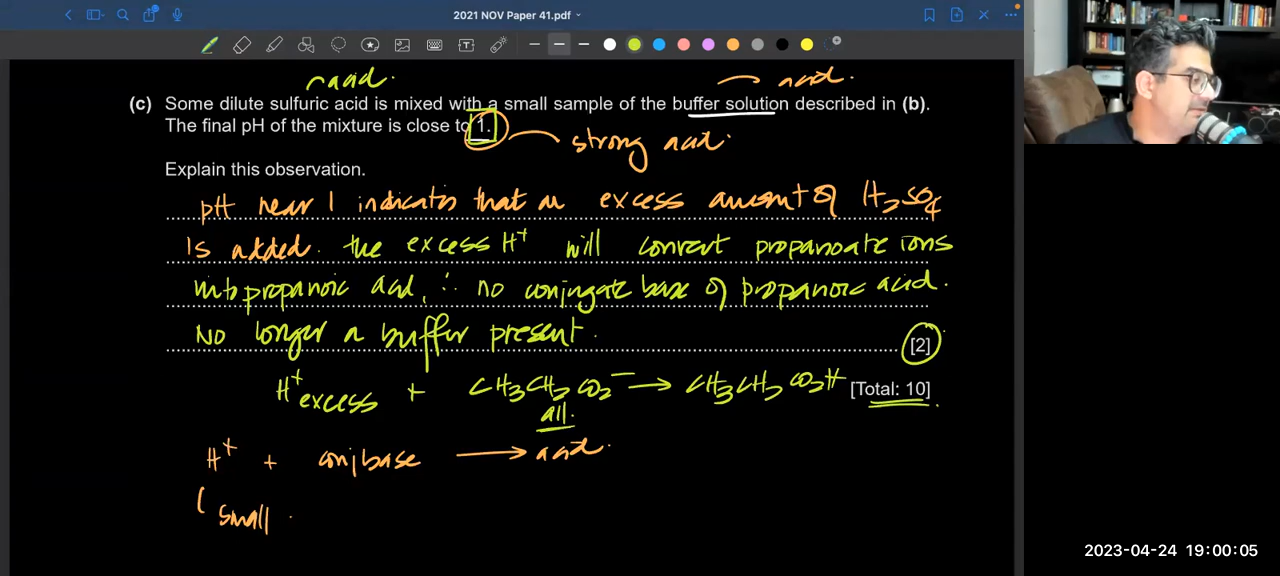 2021 NOV Paper 41.pdf
acid.
acid.
(c) Some dilute sulfuric acid is mixed with a small sample of the buffer solution described in (b).
The final pH of the mixture is close to 1.
strong acid.
Explain this observation.
pH near 1 indicates that an excess amount of H₂SO₄
is added. the excess H⁺ will convert propanoate ions
into propanoic acid, ∴ no conjugate base of propanoic acid.
No longer a buffer present.
[2]
H⁺ excess + CH₃CH₂CO₂⁻ → CH₃CH₂CO₂H
[Total: 10]
all.
H⁺ + conj base → acid.
small.
2023-04-24 19:00:05